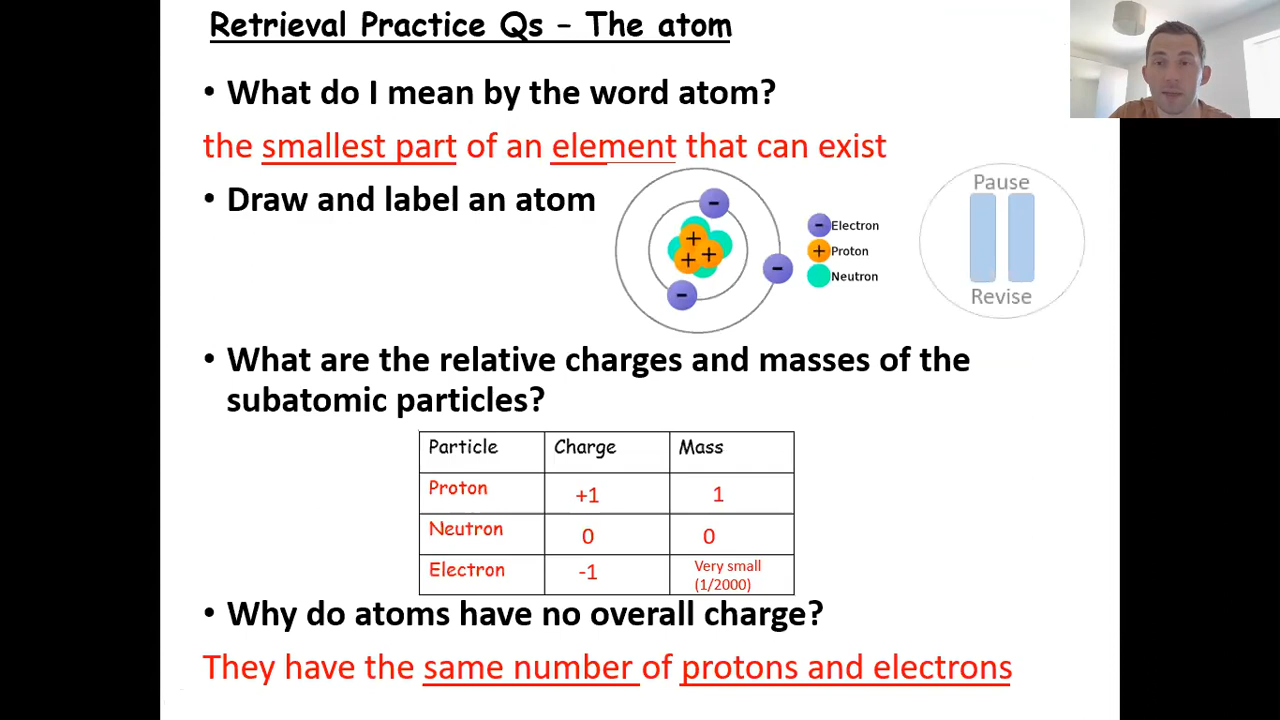 Retrieval Practice Qs – The atom
• What do I mean by the word atom?
the smallest part of an element that can exist
• Draw and label an atom
Pause
Revise
- Electron
+ Proton
Neutron
-
-
-
+
+
+
• What are the relative charges and masses of the
subatomic particles?
Particle Charge Mass
Proton +1 1
Neutron 0 0
Electron -1 Very small
(1/2000)
• Why do atoms have no overall charge?
They have the same number of protons and electrons